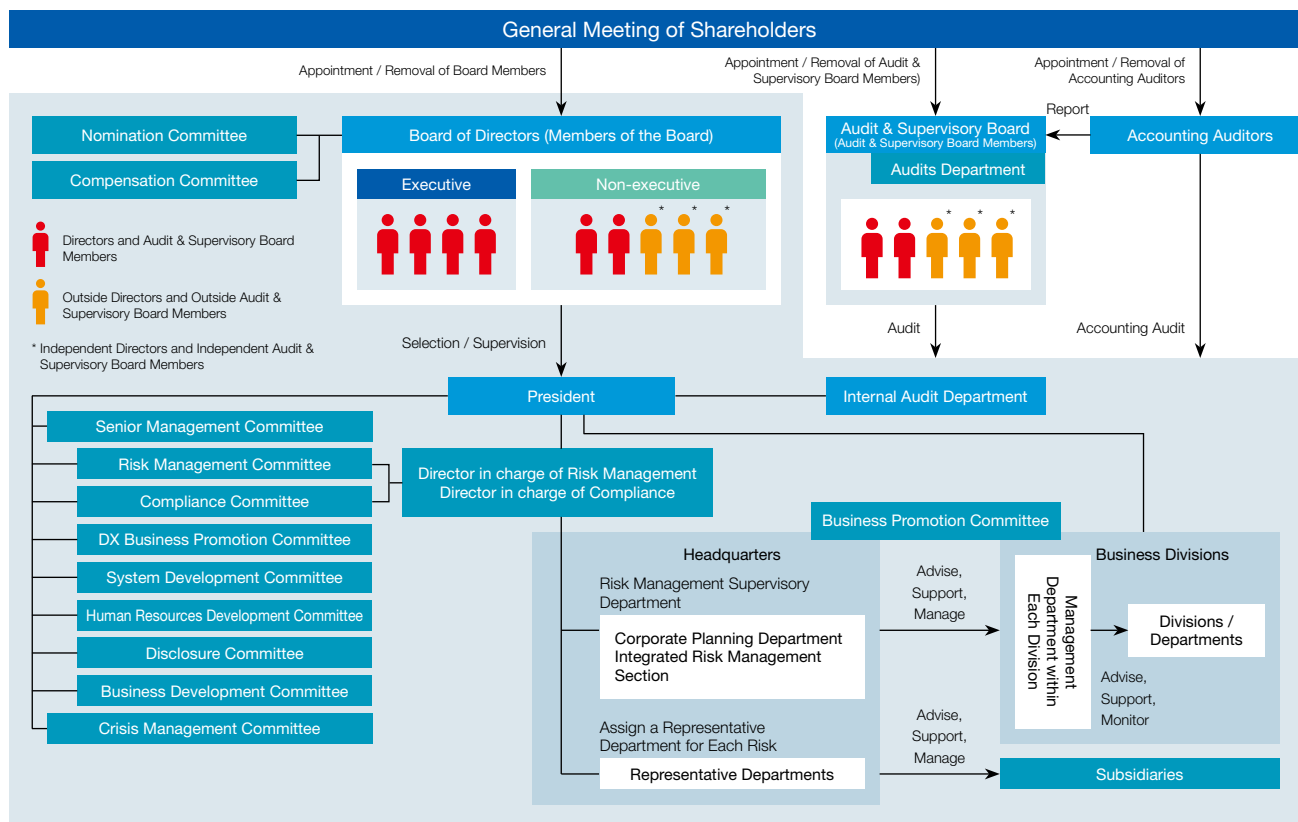 General Meeting of Shareholders
Appointment / Removal of Board Members
Appointment / Removal of Audit &
Supervisory Board Members)
Appointment / Removal of
Accounting Auditors
Report
Nomination Committee
Compensation Committee
Board of Directors (Members of the Board)
Executive
Non-executive
* * *
Audit & Supervisory Board
(Audit & Supervisory Board Members)
Audits Department
* * *
Accounting Auditors
Directors and Audit & Supervisory Board
Members
Outside Directors and Outside Audit &
Supervisory Board Members
* Independent Directors and Independent Audit &
Supervisory Board Members
Selection / Supervision
Audit
Accounting Audit
President
Internal Audit Department
Senior Management Committee
Risk Management Committee
Compliance Committee
DX Business Promotion Committee
System Development Committee
Human Resources Development Committee
Disclosure Committee
Business Development Committee
Crisis Management Committee
Director in charge of Risk Management
Director in charge of Compliance
Business Promotion Committee
Headquarters
Risk Management Supervisory
Department
Corporate Planning Department
Integrated Risk Management
Section
Assign a Representative
Department for Each Risk
Representative Departments
Advise,
Support,
Manage
Advise,
Support,
Manage
Business Divisions
Management
Department within
Each Division
Divisions /
Departments
Advise,
Support,
Monitor
Subsidiaries